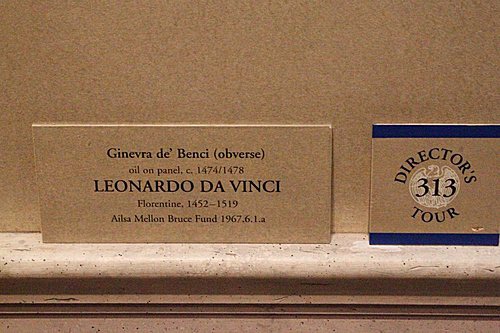 Ginevra de' Benci (obverse)
oil on panel, c. 1474/1478
LEONARDO DA VINCI
Florentine, 1452–1519
Ailsa Mellon Bruce Fund 1967.6.1.a
DIRECTOR'S
313
TOUR